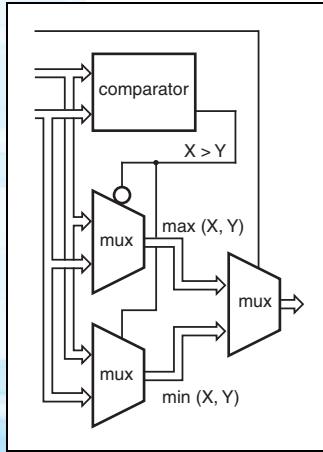 comparator
X > Y
mux
max (X, Y)
mux
mux
min (X, Y)